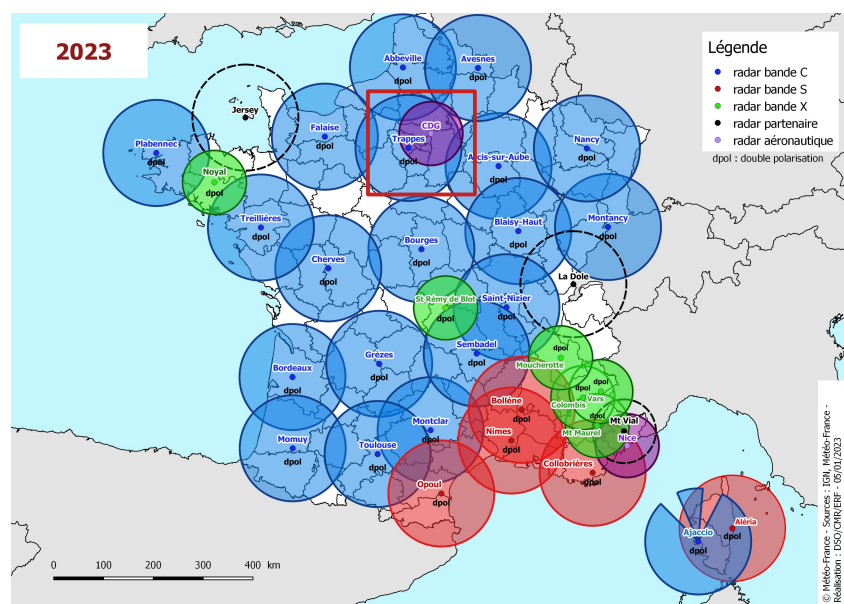 2023
Légende
radar bande C
radar bande S
radar bande X
radar partenaire
radar aéronautique
dpol : double polarisation
Abbeville
dpol
Avesnes
dpol
Jersey
Falaise
dpol
CDG
Trappes
dpol
Arcis-sur-Aube
dpol
Nancy
dpol
Plabennec
dpol
Noyal
dpol
Treillières
dpol
Cherves
dpol
Bourges
dpol
Blaisy-Haut
dpol
Montancy
dpol
La Dole
St Rémy de Blot
dpol
Saint-Nizier
dpol
Sembadel
dpol
Grèzes
dpol
Bordeaux
dpol
Moucherotte
dpol
Colombis
dpol
Vars
dpol
Mt Maurel
dpol
Mt Vial
Nice
Bollène
dpol
Nimes
dpol
Collobrières
dpol
Montclar
dpol
Momuy
dpol
Toulouse
dpol
Opoul
dpol
Ajaccio
dpol
Aléria
dpol
0 100 200 300 400 km
© Météo-France - Sources : IGN, Météo-France -
Réalisation : DSO/CMR/ERF - 05/01/2023